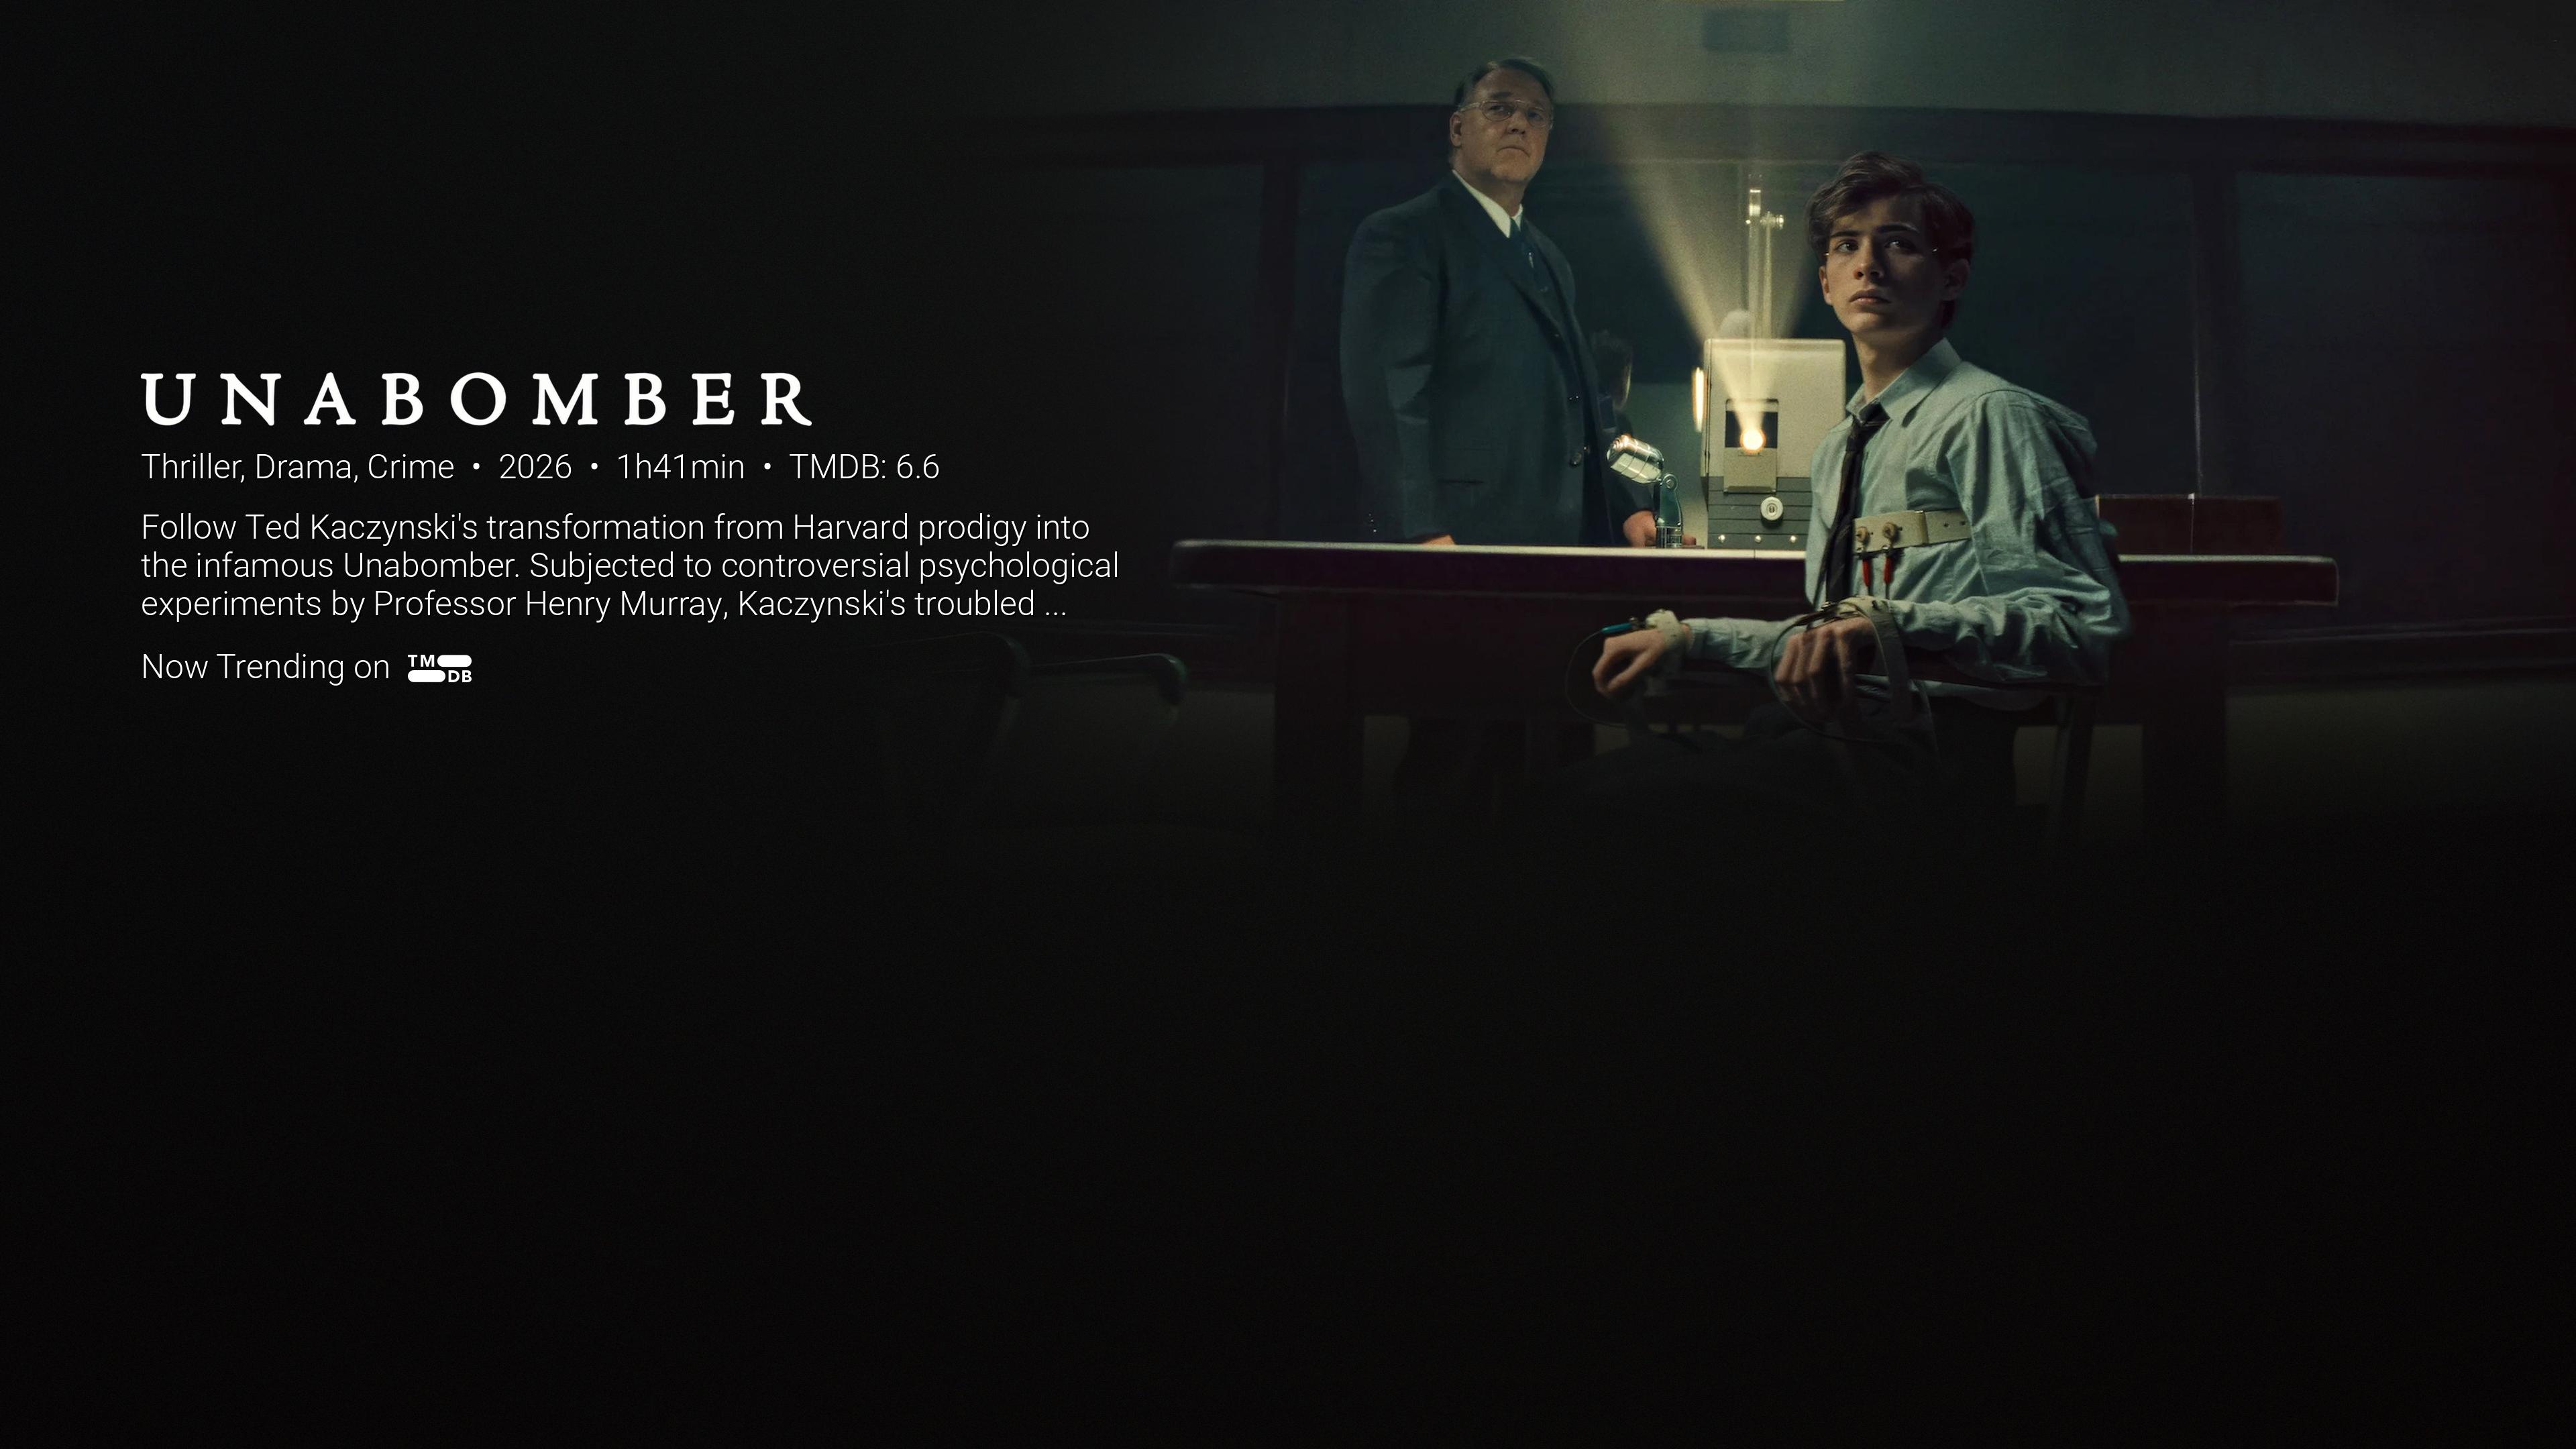 UNABOMBER
Thriller, Drama, Crime • 2026 • 1h41min • TMDB: 6.6
Follow Ted Kaczynski's transformation from Harvard prodigy into
the infamous Unabomber. Subjected to controversial psychological
experiments by Professor Henry Murray, Kaczynski's troubled ...
Now Trending on TMDB